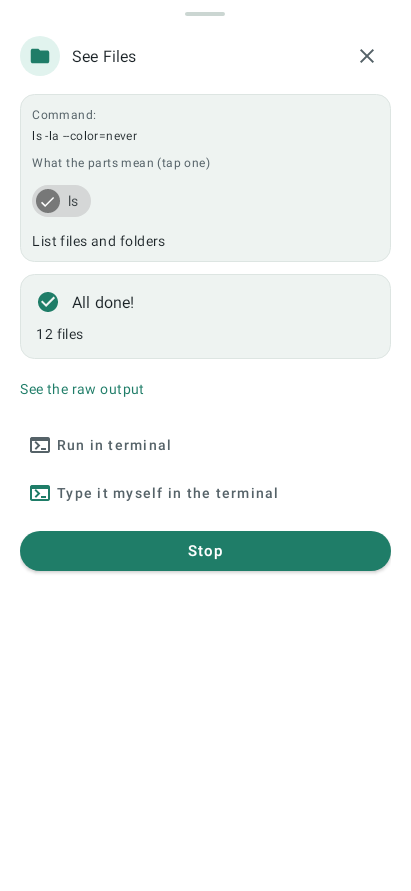 See Files
Command:
ls -la --color=never
What the parts mean (tap one)
ls
List files and folders
All done!
12 files
See the raw output
Run in terminal
Type it myself in the terminal
Stop